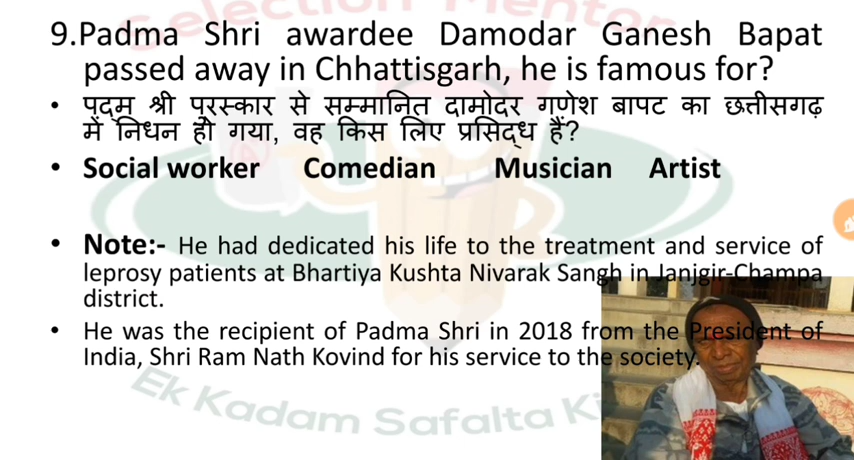 Selection Mentor
9.Padma Shri awardee Damodar Ganesh Bapat
passed away in Chhattisgarh, he is famous for?
• पद्म श्री पुरस्कार से सम्मानित दामोदर गणेश बापट का छत्तीसगढ़
में निधन हो गया, वह किस लिए प्रसिद्ध हैं?
• Social worker Comedian Musician Artist
• Note:- He had dedicated his life to the treatment and service of
leprosy patients at Bhartiya Kushta Nivarak Sangh in Janjgir-Champa
district.
• He was the recipient of Padma Shri in 2018 from the President of
India, Shri Ram Nath Kovind for his service to the society.
Ek Kadam Safalta Ki